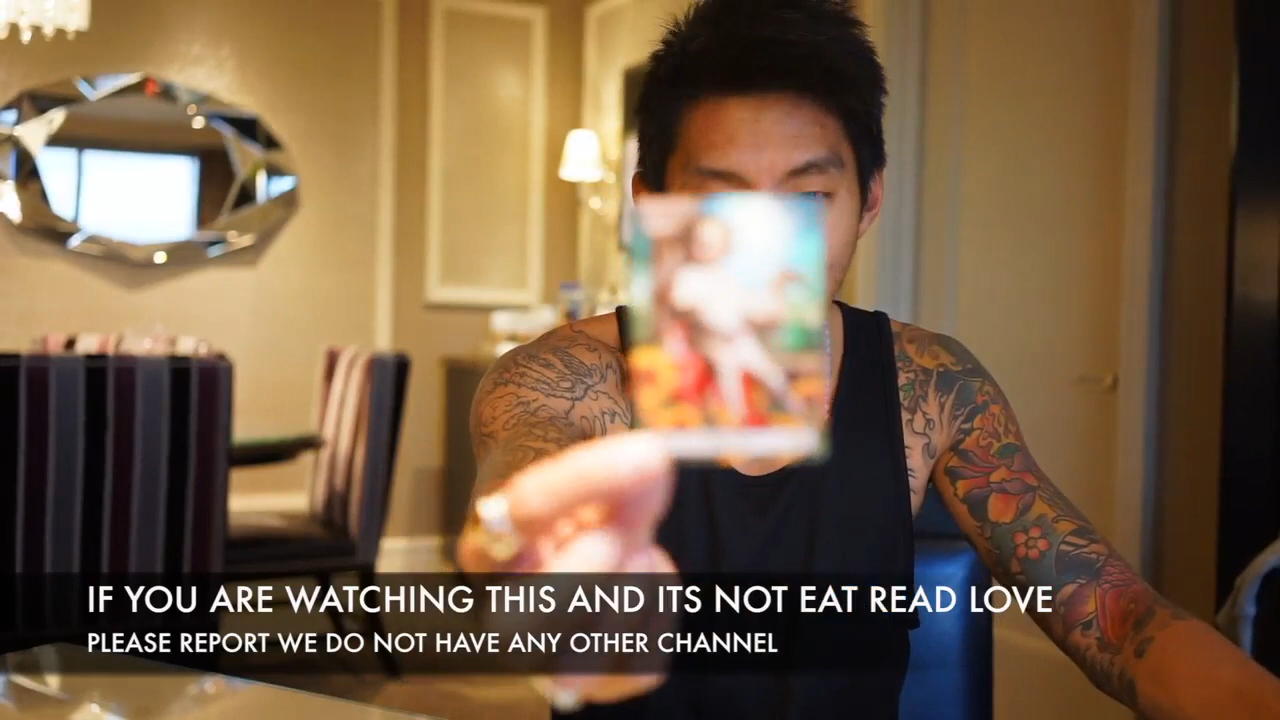 IF YOU ARE WATCHING THIS AND ITS NOT EAT READ LOVE
PLEASE REPORT WE DO NOT HAVE ANY OTHER CHANNEL